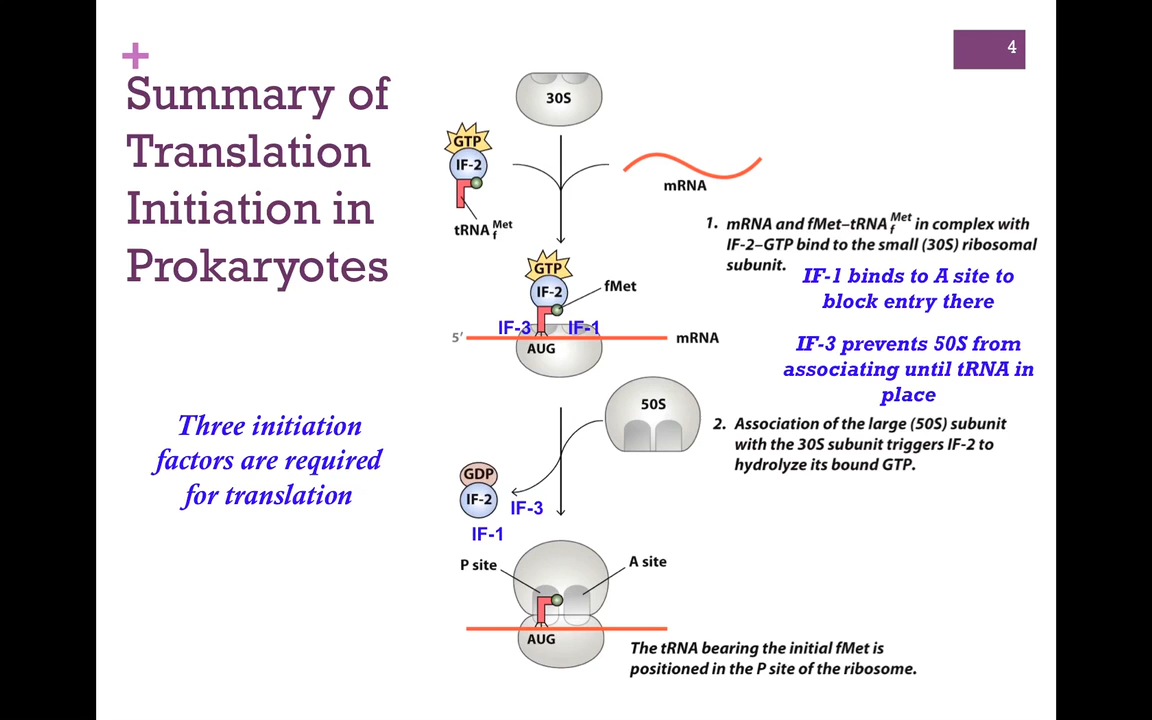 +
4
Summary of
Translation
Initiation in
Prokaryotes
30S
GTP
IF-2
tRNA f Met
mRNA
1. mRNA and fMet–tRNA f Met in complex with
IF-2–GTP bind to the small (30S) ribosomal
subunit.
IF-1 binds to A site to
block entry there
GTP
IF-2
fMet
IF-3
IF-1
5′
mRNA
AUG
IF-3 prevents 50S from
associating until tRNA in
place
50S
2. Association of the large (50S) subunit
with the 30S subunit triggers IF-2 to
hydrolyze its bound GTP.
Three initiation
factors are required
for translation
GDP
IF-2
IF-3
IF-1
P site
A site
AUG
The tRNA bearing the initial fMet is
positioned in the P site of the ribosome.